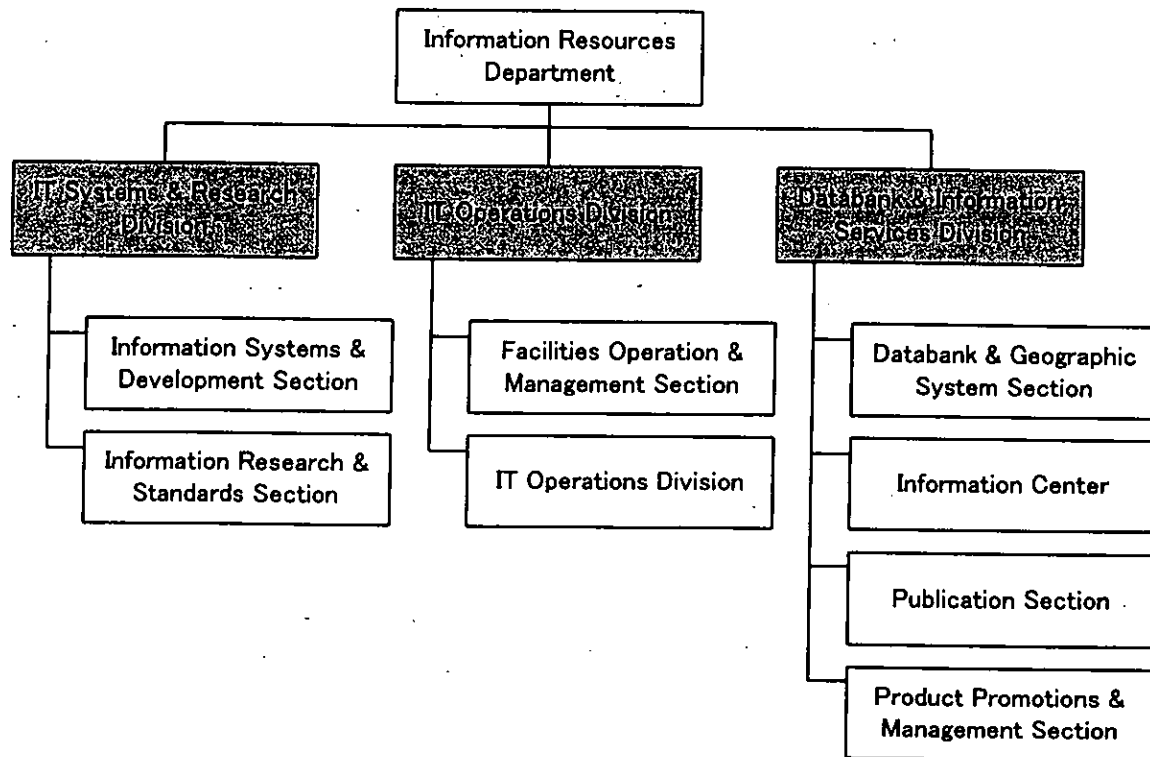 Information Resources
Department
IT Systems & Research
Division
IT Operations Division
Databank & Information
Services Division
Information Systems &
Development Section
Information Research &
Standards Section
Facilities Operation &
Management Section
IT Operations Division
Databank & Geographic
System Section
Information Center
Publication Section
Product Promotions &
Management Section